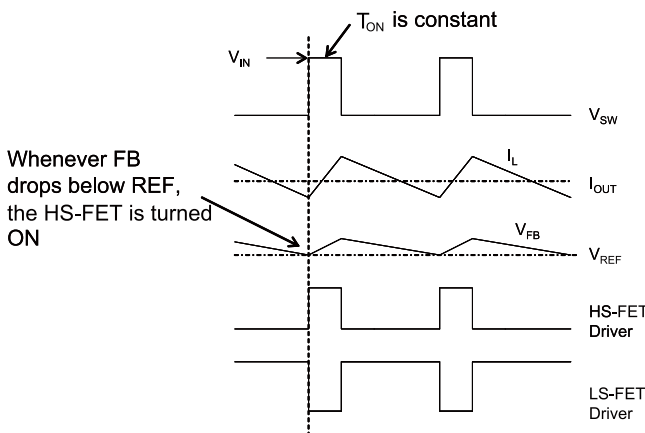 T_ON is constant
V_IN
V_SW
Whenever FB
drops below REF,
the HS-FET is turned
ON
I_L
I_OUT
V_FB
V_REF
HS-FET
Driver
LS-FET
Driver